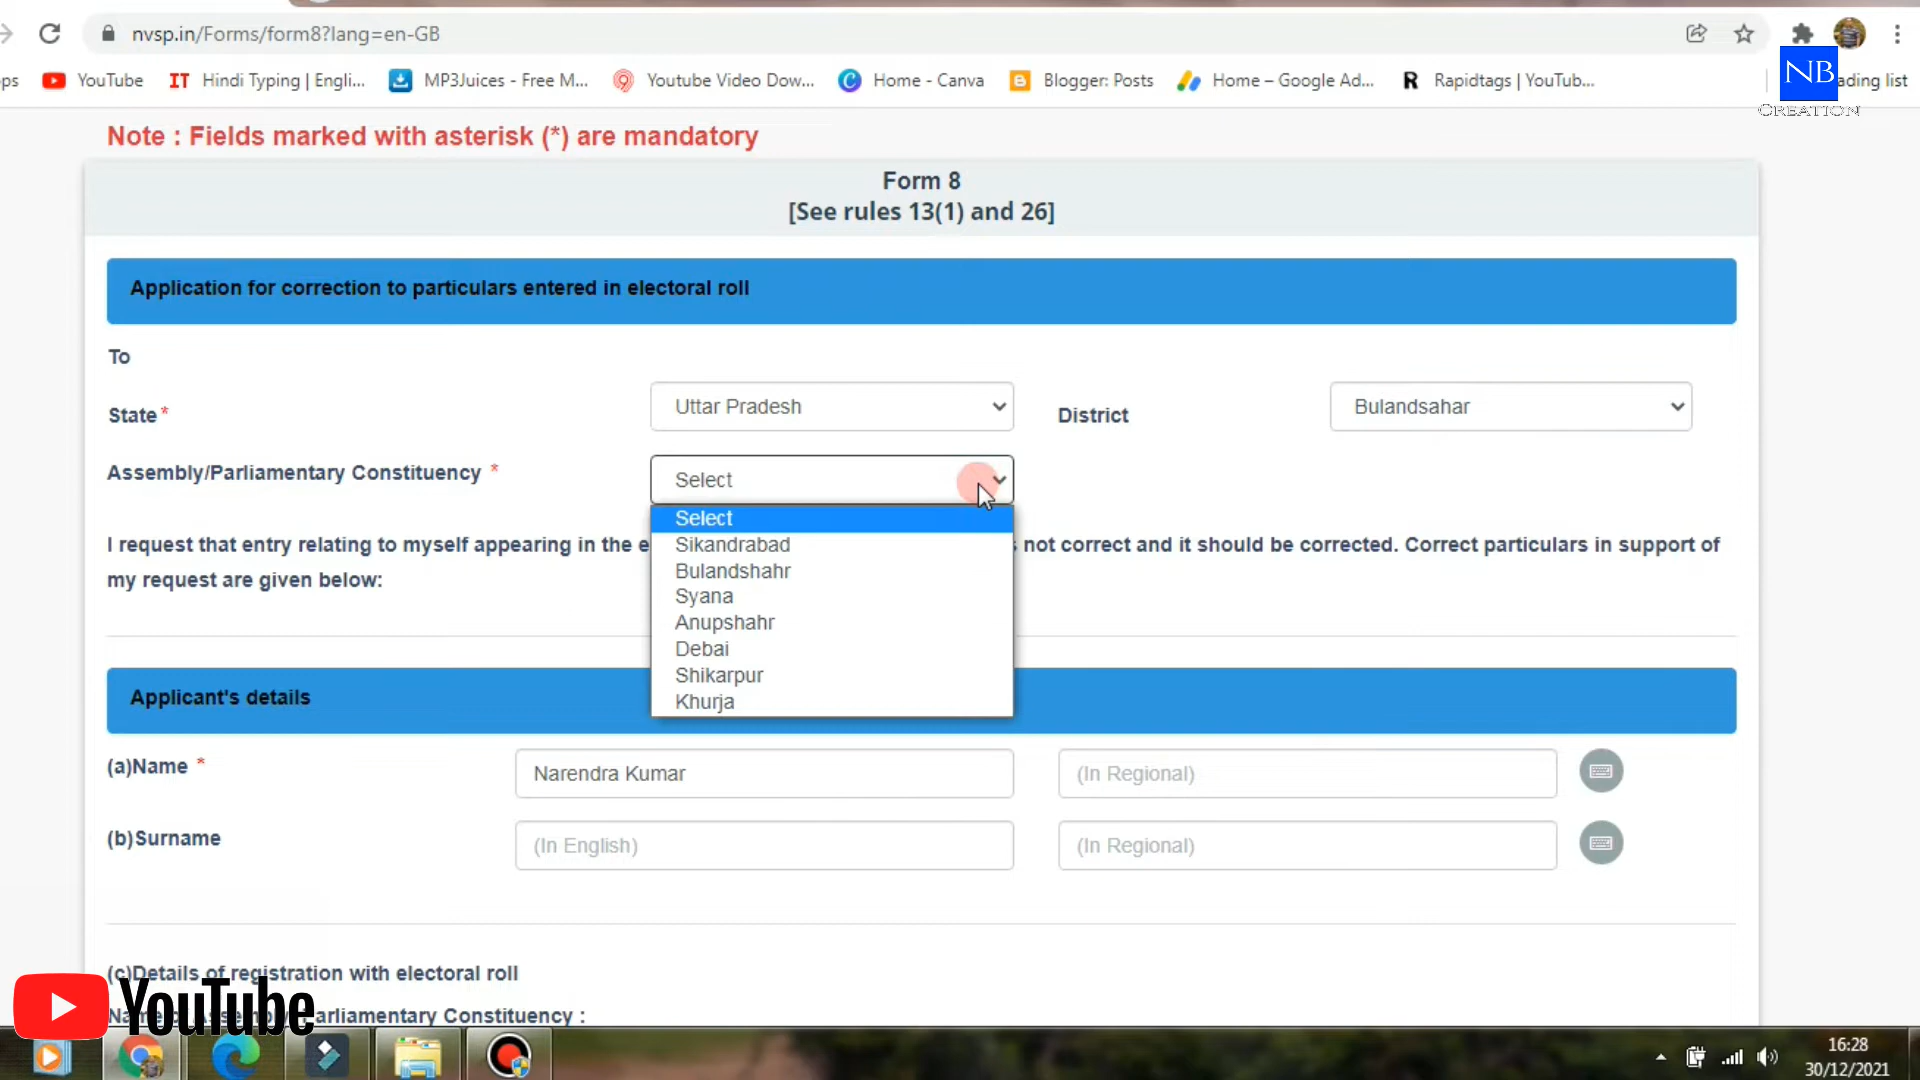 nvsp.in/Forms/form8?lang=en-GB
ps YouTube Hindi Typing | Engli... MP3Juices - Free M... Youtube Video Dow... Home - Canva Blogger: Posts Home – Google Ad... Rapidtags | YouTub... ading list
NB
CREATION
Note : Fields marked with asterisk (*) are mandatory
Form 8
[See rules 13(1) and 26]
Application for correction to particulars entered in electoral roll
To
State* Uttar Pradesh District Bulandsahar
Assembly/Parliamentary Constituency * Select
Select
Sikandrabad
Bulandshahr
Syana
Anupshahr
Debai
Shikarpur
Khurja
I request that entry relating to myself appearing in the e not correct and it should be corrected. Correct particulars in support of
my request are given below:
Applicant's details
(a)Name * Narendra Kumar (In Regional)
(b)Surname (In English) (In Regional)
(c)Details of registration with electoral roll
arliamentary Constituency :
YouTube
16:28
30/12/2021